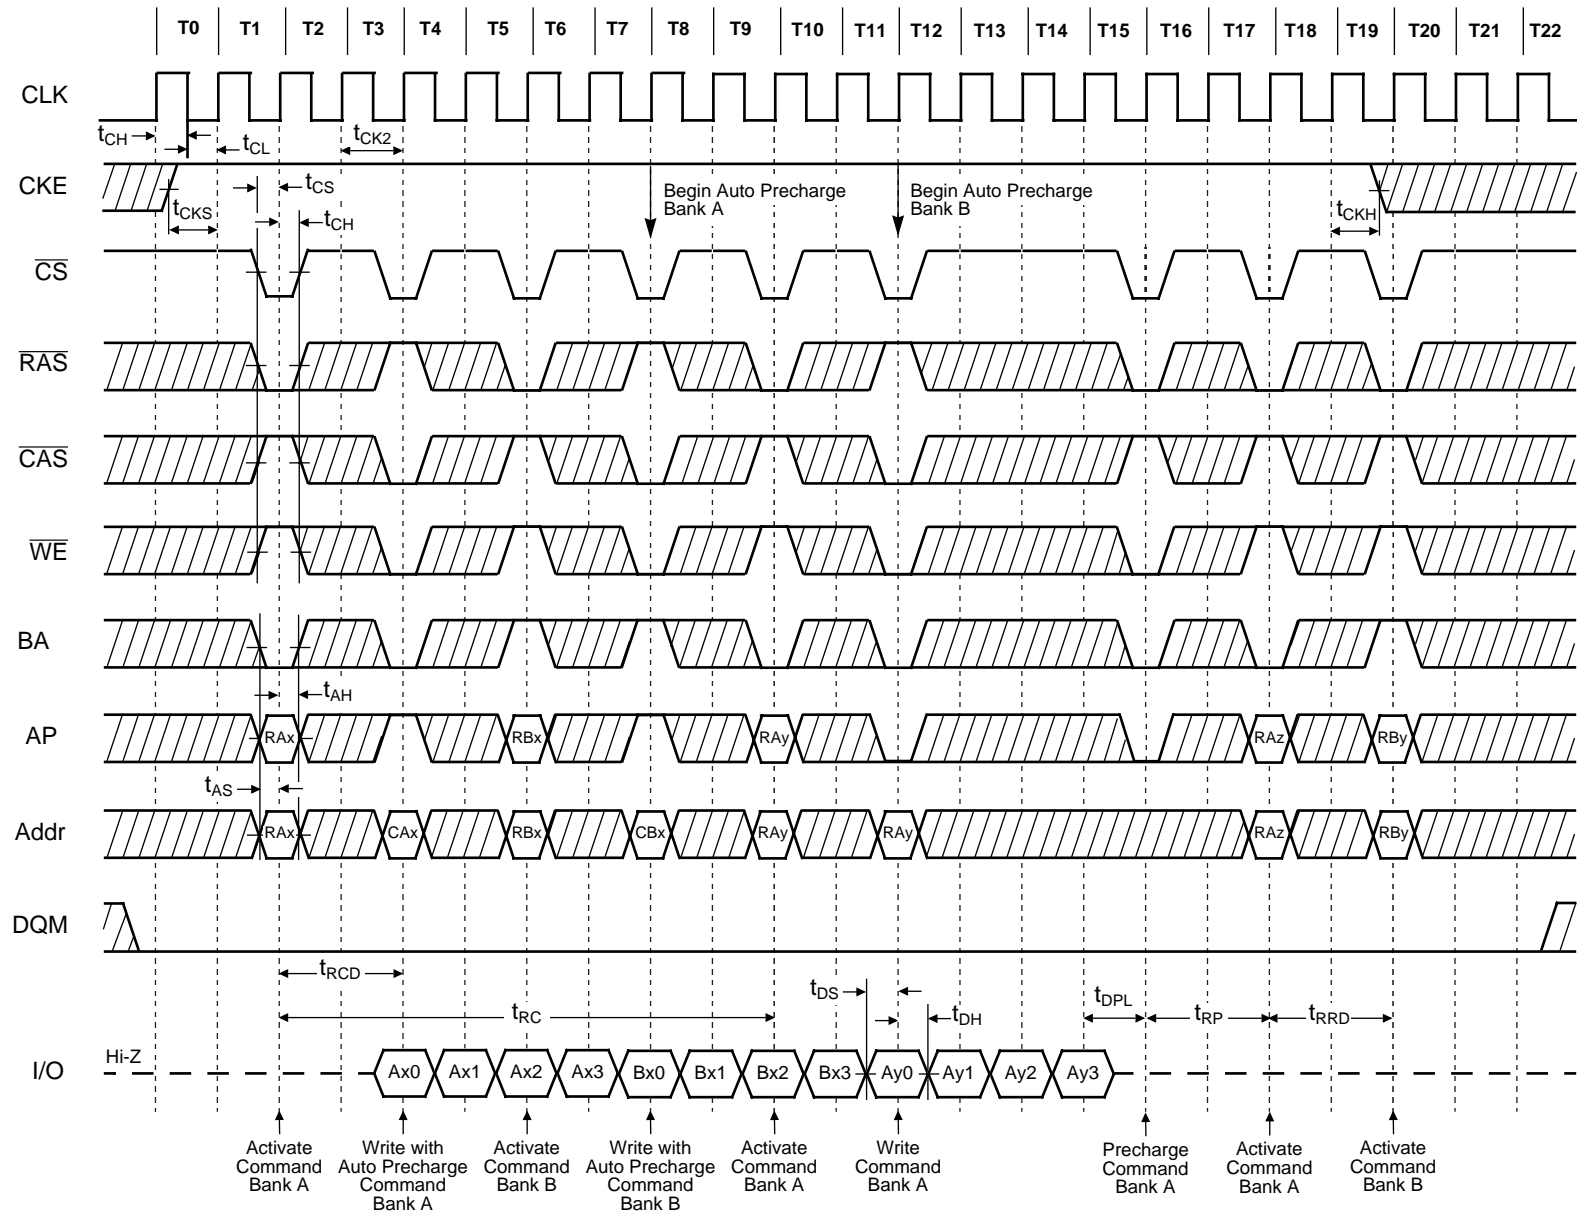 T0 T1 T2 T3 T4 T5 T6 T7 T8 T9 T10 T11 T12 T13 T14 T15 T16 T17 T18 T19 T20 T21 T22
CLK
tCH
tCL
tCK2
CKE
tCS
tCKS
tCH
Begin Auto Precharge
Bank A
Begin Auto Precharge
Bank B
tCKH
CS
RAS
CAS
WE
BA
tAH
AP
RAx RBx RAy RAz RBy
tAS
Addr
RAx CAx RBx CBx RAy RAy RAz RBy
DQM
tRCD
tRC
tDS
tDH
tDPL
tRP
tRRD
I/O
Hi-Z
Ax0 Ax1 Ax2 Ax3 Bx0 Bx1 Bx2 Bx3 Ay0 Ay1 Ay2 Ay3
Activate
Command
Bank A
Write with
Auto Precharge
Command
Bank A
Activate
Command
Bank B
Write with
Auto Precharge
Command
Bank B
Activate
Command
Bank A
Write
Command
Bank A
Precharge
Command
Bank A
Activate
Command
Bank A
Activate
Command
Bank B